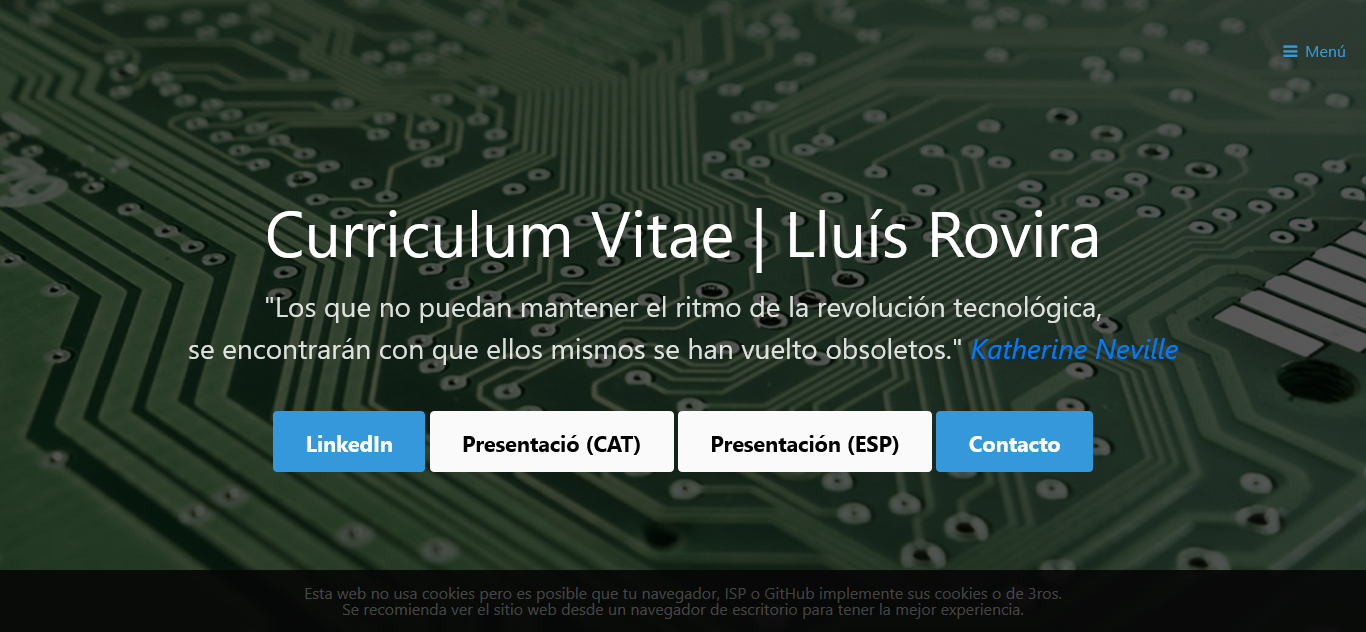 Menú
Curriculum Vitae | Lluís Rovira
"Los que no puedan mantener el ritmo de la revolución tecnológica,
se encontrarán con que ellos mismos se han vuelto obsoletos." Katherine Neville
LinkedIn
Presentació (CAT)
Presentación (ESP)
Contacto
Esta web no usa cookies pero es posible que tu navegador, ISP o GitHub implemente sus cookies o de 3ros.
Se recomienda ver el sitio web desde un navegador de escritorio para tener la mejor experiencia.